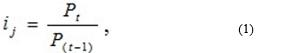 i_j = P_t / P_(t-1) , (1)